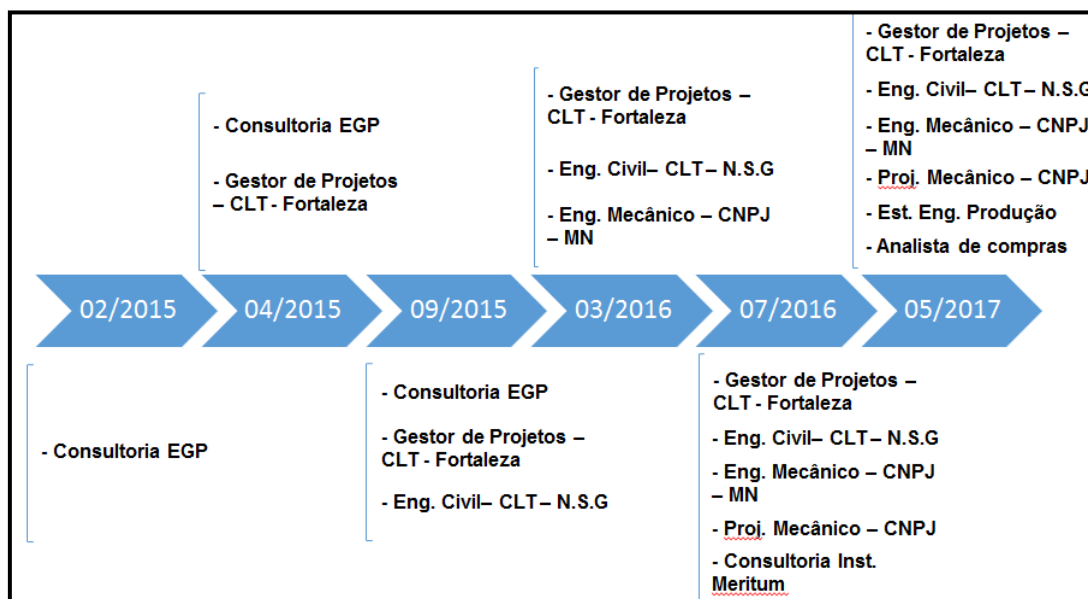 - Consultoria EGP
- Gestor de Projetos
– CLT - Fortaleza
- Gestor de Projetos –
CLT - Fortaleza
- Eng. Civil– CLT – N.S.G
- Eng. Mecânico – CNPJ
– MN
- Gestor de Projetos –
CLT - Fortaleza
- Eng. Civil– CLT – N.S.G
- Eng. Mecânico – CNPJ
– MN
- Proj. Mecânico – CNPJ
- Est. Eng. Produção
- Analista de compras
02/2015
04/2015
09/2015
03/2016
07/2016
05/2017
- Consultoria EGP
- Consultoria EGP
- Gestor de Projetos –
CLT - Fortaleza
- Eng. Civil– CLT – N.S.G
- Gestor de Projetos –
CLT - Fortaleza
- Eng. Civil– CLT – N.S.G
- Eng. Mecânico – CNPJ
– MN
- Proj. Mecânico – CNPJ
- Consultoria Inst.
Meritum